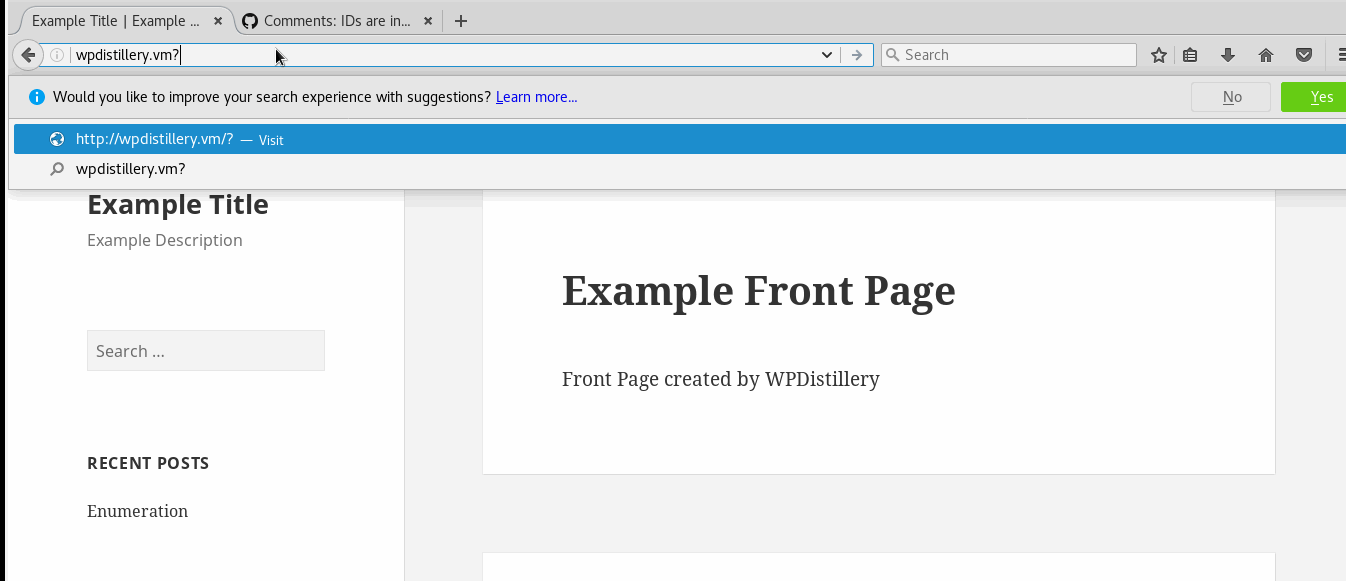 Example Title | Example ...
Comments: IDs are in...
wpdistillery.vm?
Search
Would you like to improve your search experience with suggestions? Learn more...
No
Yes
http://wpdistillery.vm/? — Visit
wpdistillery.vm?
Example Title
Example Description
Search ...
RECENT POSTS
Enumeration
Example Front Page
Front Page created by WPDistillery